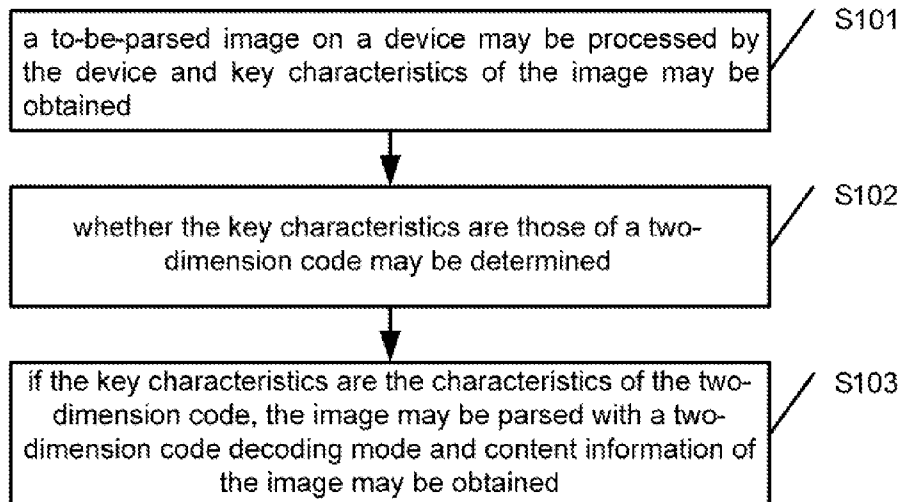 a to-be-parsed image on a device may be processed by
the device and key characteristics of the image may be
obtained
S101
whether the key characteristics are those of a two-
dimension code may be determined
S102
if the key characteristics are the characteristics of the two-
dimension code, the image may be parsed with a two-
dimension code decoding mode and content information of
the image may be obtained
S103